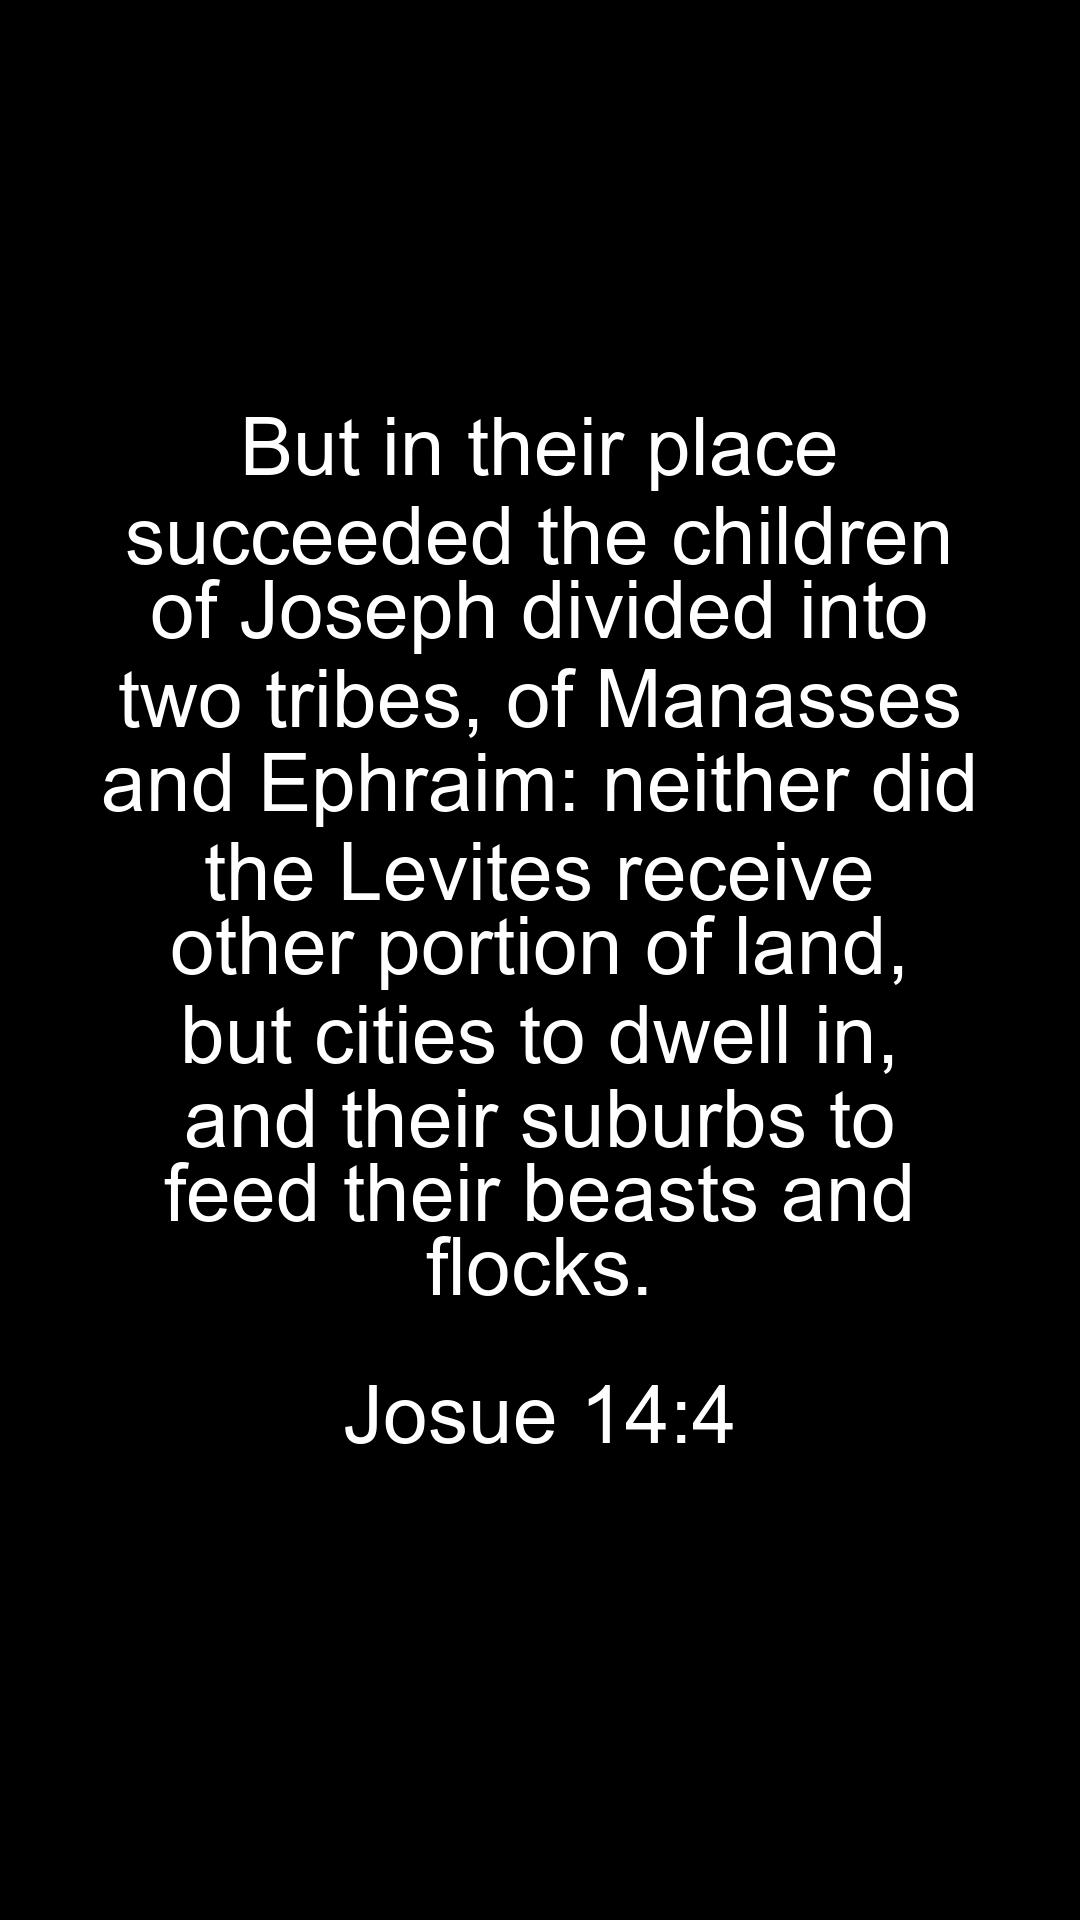 But in their place
succeeded the children
of Joseph divided into
two tribes, of Manasses
and Ephraim: neither did
the Levites receive
other portion of land,
but cities to dwell in,
and their suburbs to
feed their beasts and
flocks.
Josue 14:4